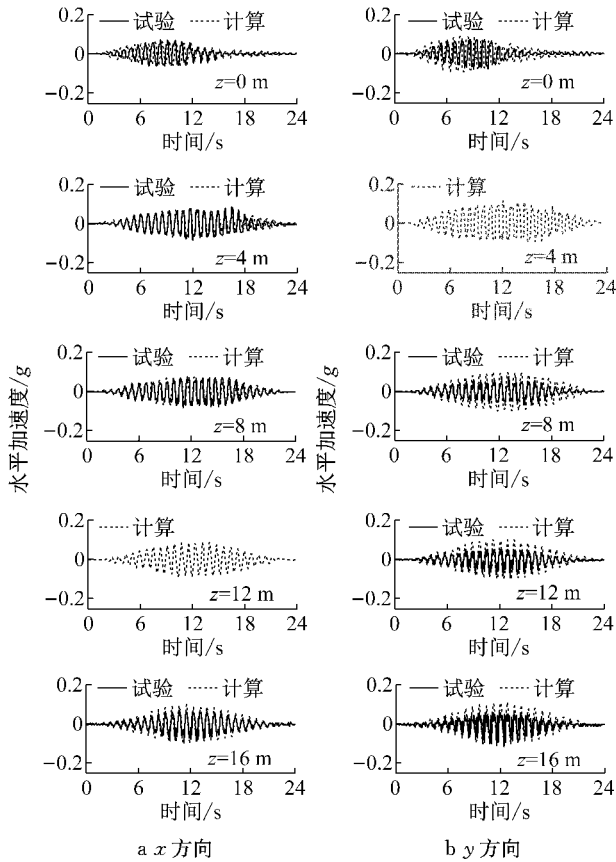 水平加速度/g
0.2
试验 计算
0
−0.2
z=0 m
0 6 12 18 24
时间/s
0.2
试验 计算
0
−0.2
z=4 m
0 6 12 18 24
时间/s
0.2
试验 计算
0
−0.2
z=8 m
0 6 12 18 24
时间/s
0.2
计算
0
−0.2
z=12 m
0 6 12 18 24
时间/s
0.2
试验 计算
0
−0.2
z=16 m
0 6 12 18 24
时间/s
a x 方向
水平加速度/g
0.2
试验 计算
0
−0.2
z=0 m
0 6 12 18 24
时间/s
0.2
计算
0
−0.2
z=4 m
0 6 12 18 24
时间/s
0.2
试验 计算
0
−0.2
z=8 m
0 6 12 18 24
时间/s
0.2
试验 计算
0
−0.2
z=12 m
0 6 12 18 24
时间/s
0.2
试验 计算
0
−0.2
z=16 m
0 6 12 18 24
时间/s
b y 方向